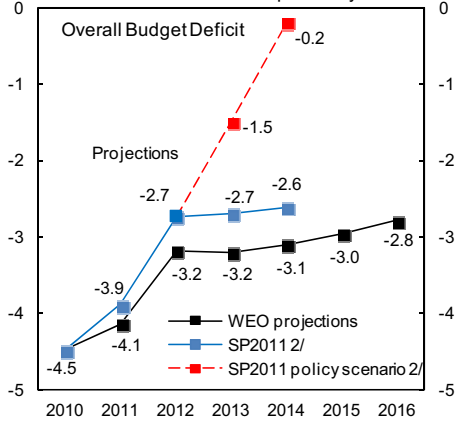 0 0
Overall Budget Deficit
-0.2
-1 -1
-1.5
Projections
-2 -2
-2.7 -2.7 -2.6
-3 -3
-3.2 -3.2 -3.1 -3.0 -2.8
-3.9
-4 -4
-4.1
WEO projections
-4.5
SP2011 2/
SP2011 policy scenario 2/
-5 -5
2010 2011 2012 2013 2014 2015 2016